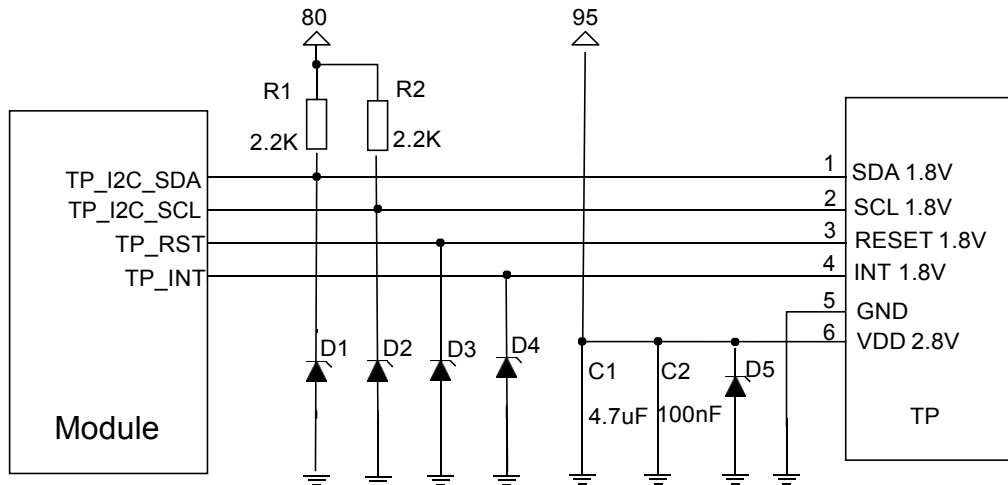 80
95
R1
R2
2.2K
2.2K
TP_I2C_SDA
1
SDA 1.8V
TP_I2C_SCL
2
SCL 1.8V
TP_RST
3
RESET 1.8V
TP_INT
4
INT 1.8V
5
GND
6
VDD 2.8V
D1
D2
D3
D4
C1
C2
D5
4.7uF
100nF
Module
TP